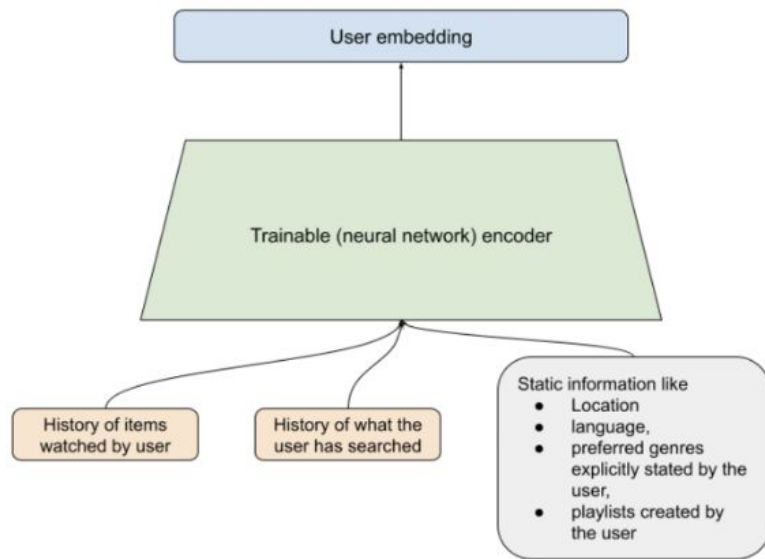 User embedding
Trainable (neural network) encoder
History of items
watched by user
History of what the
user has searched
Static information like
● Location
● language,
● preferred genres
explicitly stated by the
user,
● playlists created by
the user